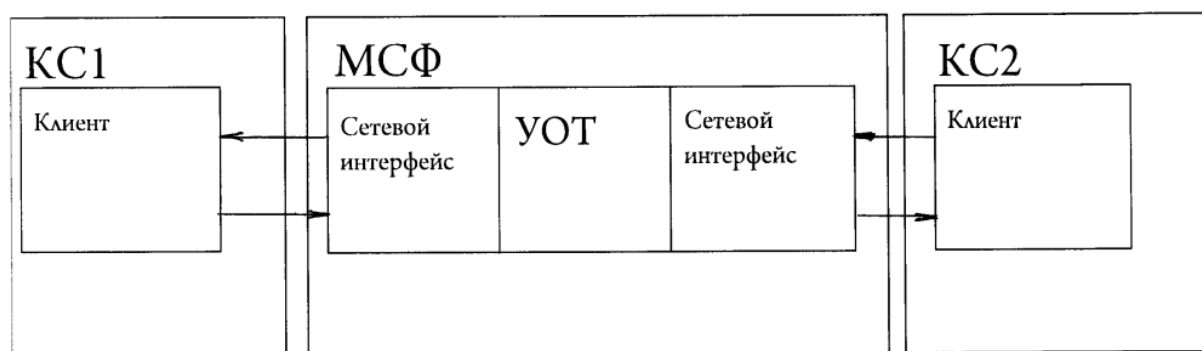 КС1
Клиент
МСФ
Сетевой
интерфейс
УОТ
Сетевой
интерфейс
КС2
Клиент